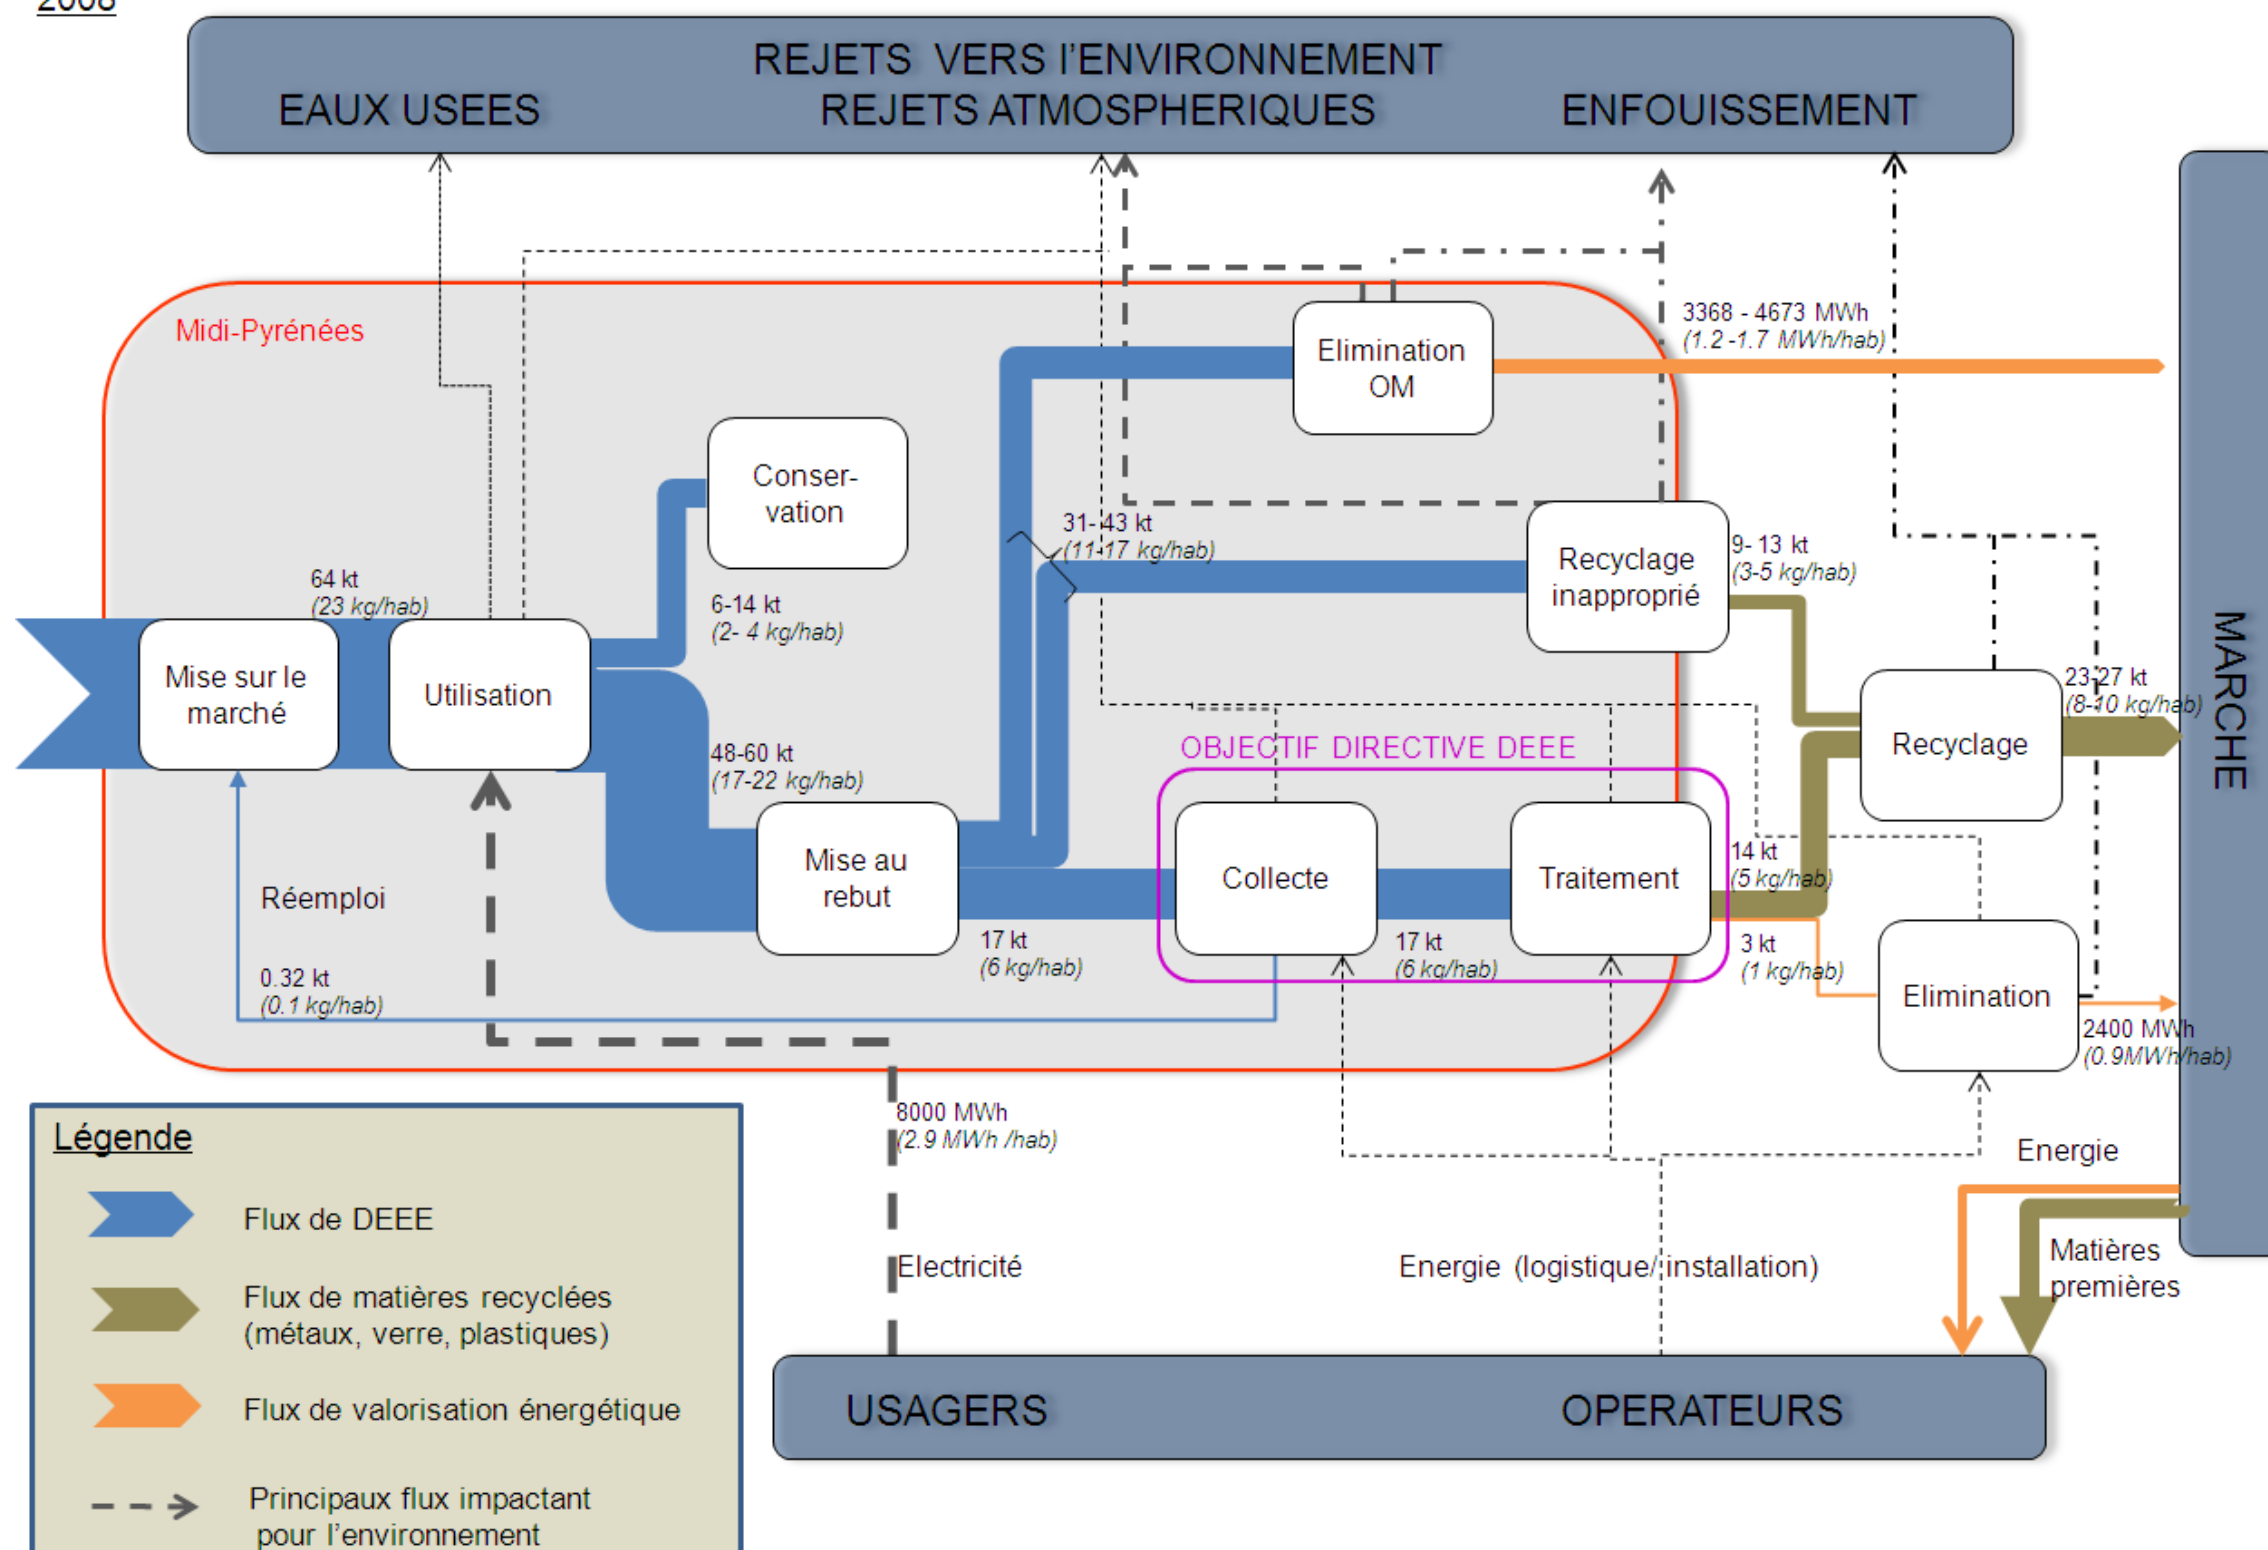 2008
REJETS VERS l'ENVIRONNEMENT
EAUX USEES REJETS ATMOSPHERIQUES ENFOUISSEMENT
Midi-Pyrénées
3368 - 4673 MWh
(1.2 -1.7 MWh/hab)
Elimination
OM
Conser-
vation
31- 43 kt
(11-17 kg/hab)
Recyclage
inapproprié
9- 13 kt
(3-5 kg/hab)
64 kt
(23 kg/hab)
6-14 kt
(2- 4 kg/hab)
Mise sur le
marché
Utilisation
23-27 kt
(8-10 kg/hab)
MARCHE
Recyclage
48-60 kt
(17-22 kg/hab)
OBJECTIF DIRECTIVE DEEE
Mise au
rebut
Collecte
Traitement
14 kt
(5 kg/hab)
Réemploi
0.32 kt
(0.1 kg/hab)
17 kt
(6 kg/hab)
17 kt
(6 kg/hab)
3 kt
(1 kg/hab)
Elimination
2400 MWh
(0.9MWh/hab)
8000 MWh
(2.9 MWh /hab)
Energie
Electricité
Energie (logistique/ installation)
Matières
premières
USAGERS OPERATEURS
Légende
Flux de DEEE
Flux de matières recyclées
(métaux, verre, plastiques)
Flux de valorisation énergétique
Principaux flux impactant
pour l'environnement